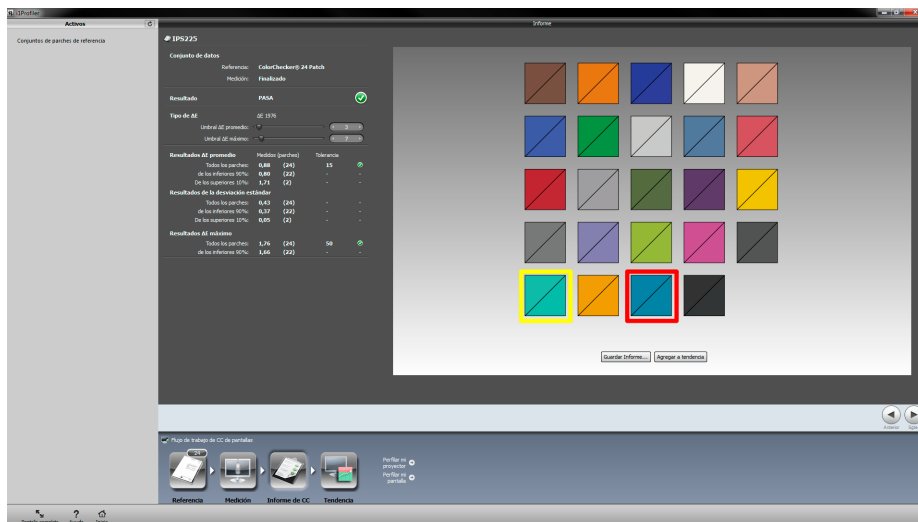 i1Profiler
Activos
Informe
Conjuntos de parches de referencia
IPS225
Conjunto de datos
Referencia: ColorChecker® 24 Patch
Medición: Finalizado
Resultado PASA
Tipo de ΔE ΔE 1976
Umbral ΔE promedio: 3
Umbral ΔE máximo: 7
Resultados ΔE promedio Medidos (parches) Tolerancia
Todos los parches: 0,88 (24) 15
de los inferiores 90%: 0,80 (22) - -
De los superiores 10%: 1,71 (2) - -
Resultados de la desviación estándar
Todos los parches: 0,43 (24) - -
de los inferiores 90%: 0,37 (22) - -
De los superiores 10%: 0,05 (2) - -
Resultados ΔE máximo
Todos los parches: 1,76 (24) 50
de los inferiores 90%: 1,66 (22) - -
Guardar Informe... Agregar a tendencia
Flujo de trabajo de CC de pantallas
24
Perfilar mi
proyector
Perfilar mi
pantalla
Referencia Medición Informe de CC Tendencia
Pantalla completa Ayuda Inicio